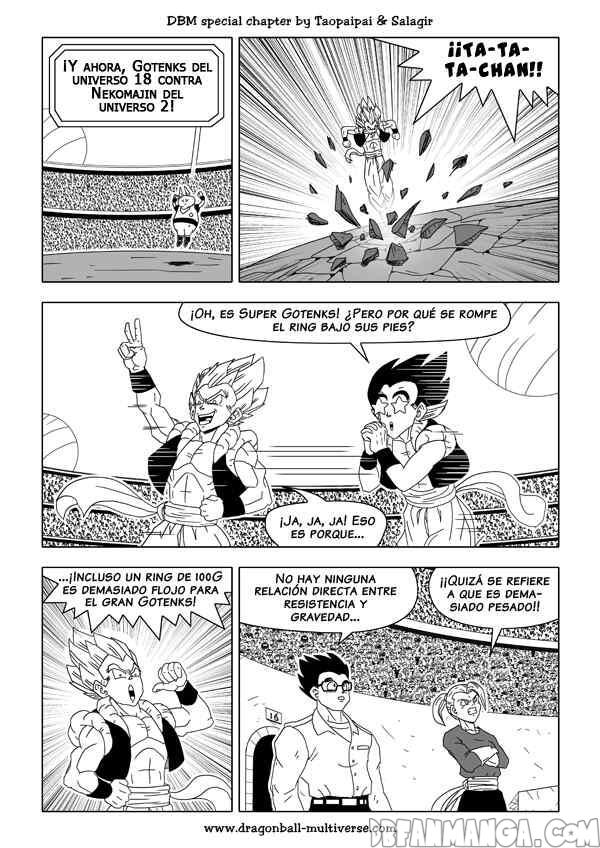 DBM special chapter by Taopaipai & Salagir
¡Y ahora, Gotenks del
universo 18 contra
Nekomajin del
universo 2!
¡¡TA-TA-
TA-CHAN!!
¡Oh, es Super Gotenks! ¿Pero por qué se rompe
el ring bajo sus pies?
¡Ja, ja, ja! Eso
es porque...
...¡Incluso un ring de 100G
es demasiado flojo para
el gran Gotenks!
No hay ninguna
relación directa entre
resistencia y
gravedad...
¡¡Quizá se refiere
a que es dema-
siado pesado!!
16
www.dragonball-multiverse.com
DBFANMANGA.COM